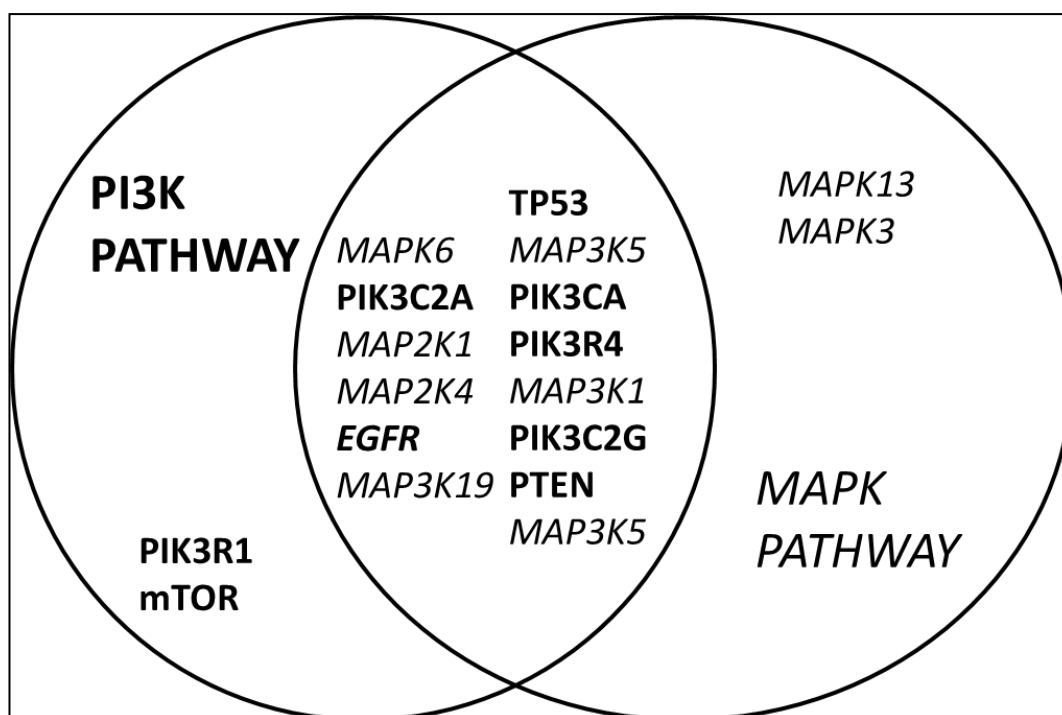 PI3K
PATHWAY
PIK3R1
mTOR
MAPK6
PIK3C2A
MAP2K1
MAP2K4
EGFR
MAP3K19
TP53
MAP3K5
PIK3CA
PIK3R4
MAP3K1
PIK3C2G
PTEN
MAP3K5
MAPK13
MAPK3
MAPK
PATHWAY